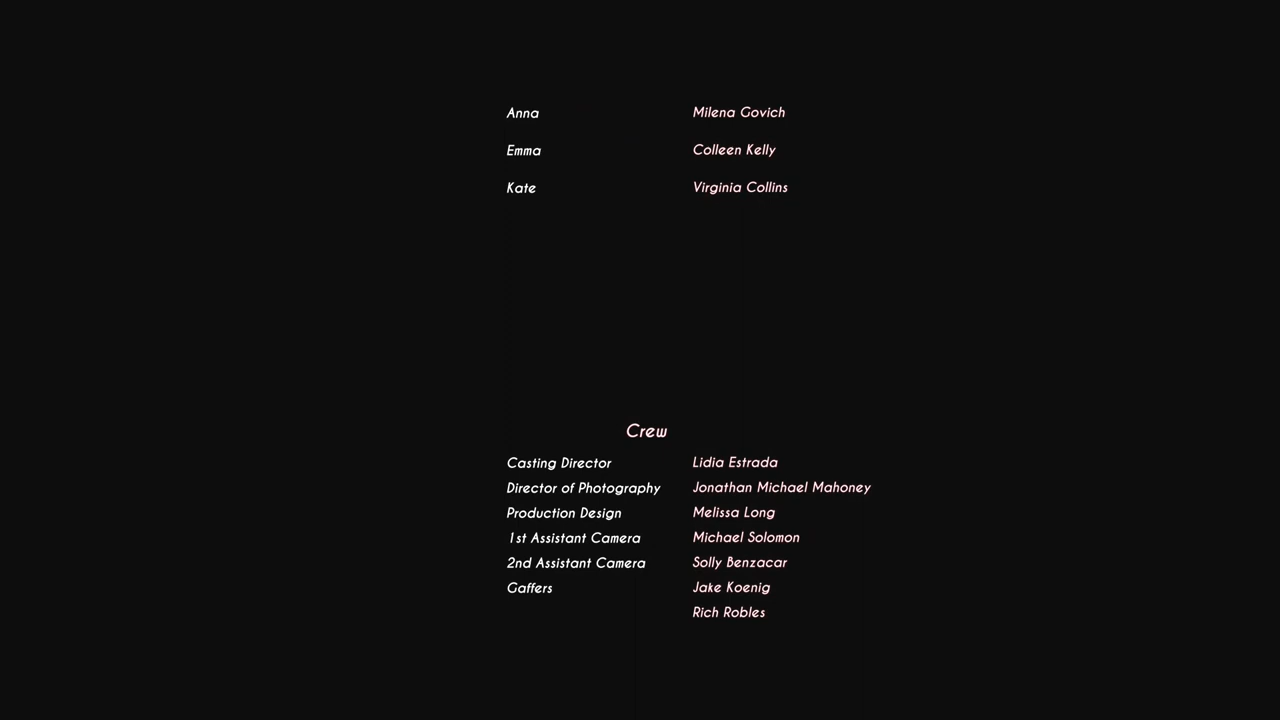 Anna Milena Govich
Emma Colleen Kelly
Kate Virginia Collins
Crew
Casting Director Lidia Estrada
Director of Photography Jonathan Michael Mahoney
Production Design Melissa Long
1st Assistant Camera Michael Solomon
2nd Assistant Camera Solly Benzacar
Gaffers Jake Koenig
Rich Robles